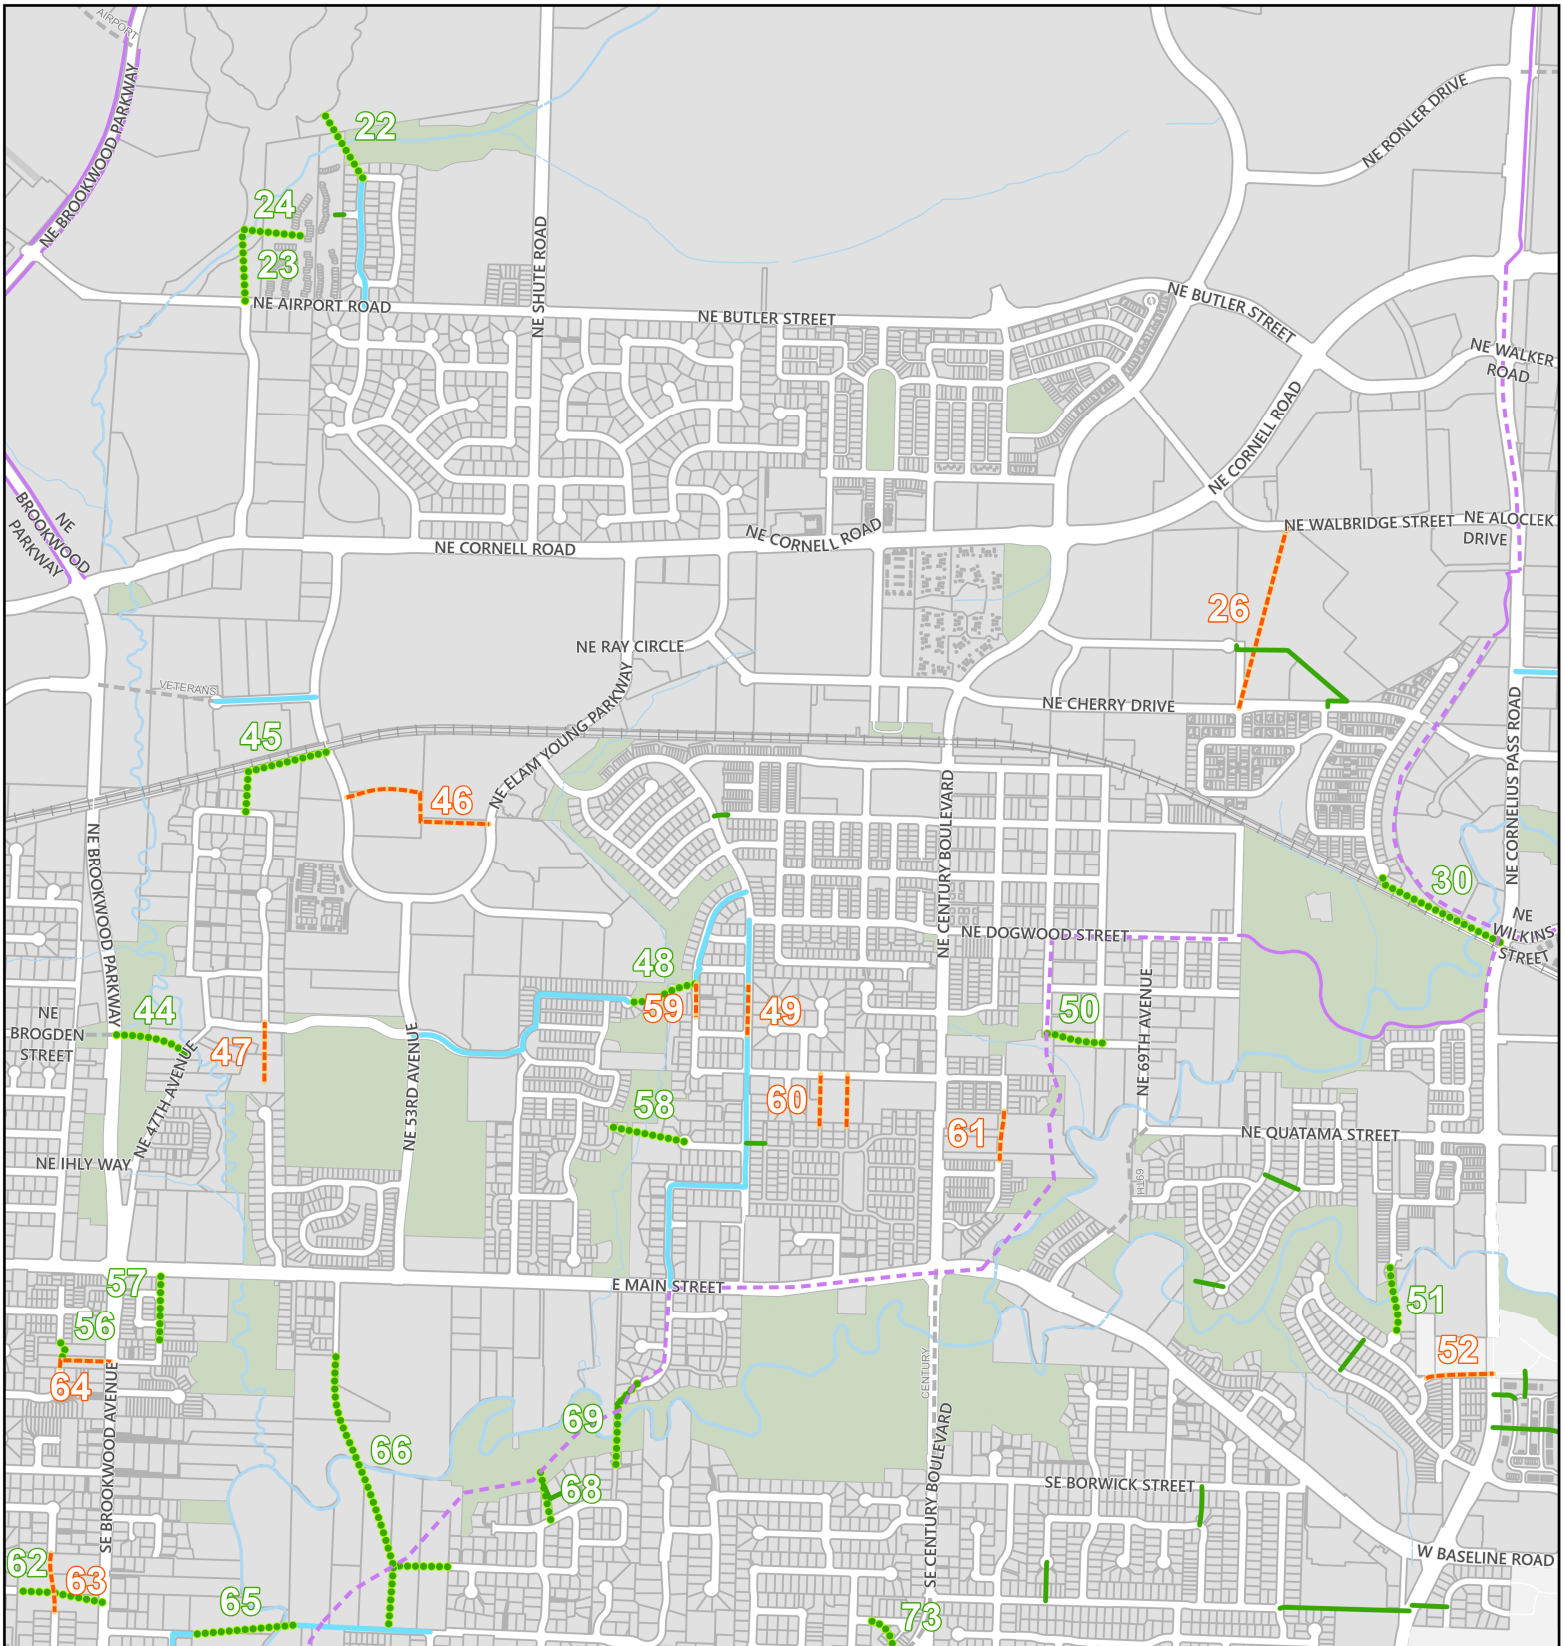 AIRPORT
22
NE BROOKWOOD PARKWAY
NE RONLER DRIVE
24
23
NE SHUTE ROAD
NE AIRPORT ROAD
NE BUTLER STREET
NE BUTLER STREET
NE WALKER
ROAD
NE CORNELL ROAD
NE
BROOKWOOD
PARKWAY
NE CORNELL ROAD
NE CORNELL ROAD
NE WALBRIDGE STREET
NE ALOCLEK
DRIVE
26
NE RAY CIRCLE
VETERANS
NE CHERRY DRIVE
NE ELAM YOUNG PARKWAY
45
46
NE CORNELIUS PASS ROAD
NE CENTURY BOULEVARD
NE BROOKWOOD PARKWAY
30
NE
WILKINS
STREET
NE DOGWOOD STREET
48
59
49
50
NE 69TH AVENUE
44
NE
BROGDEN
STREET
47
NE 47TH AVENUE
NE 53RD AVENUE
58
60
61
NE QUATAMA STREET
NE IHLY WAY
69TH
57
E MAIN STREET
51
56
52
64
CENTURY
SE BROOKWOOD AVENUE
66
69
68
SE BORWICK STREET
SE CENTURY BOULEVARD
W BASELINE ROAD
62
63
65
73